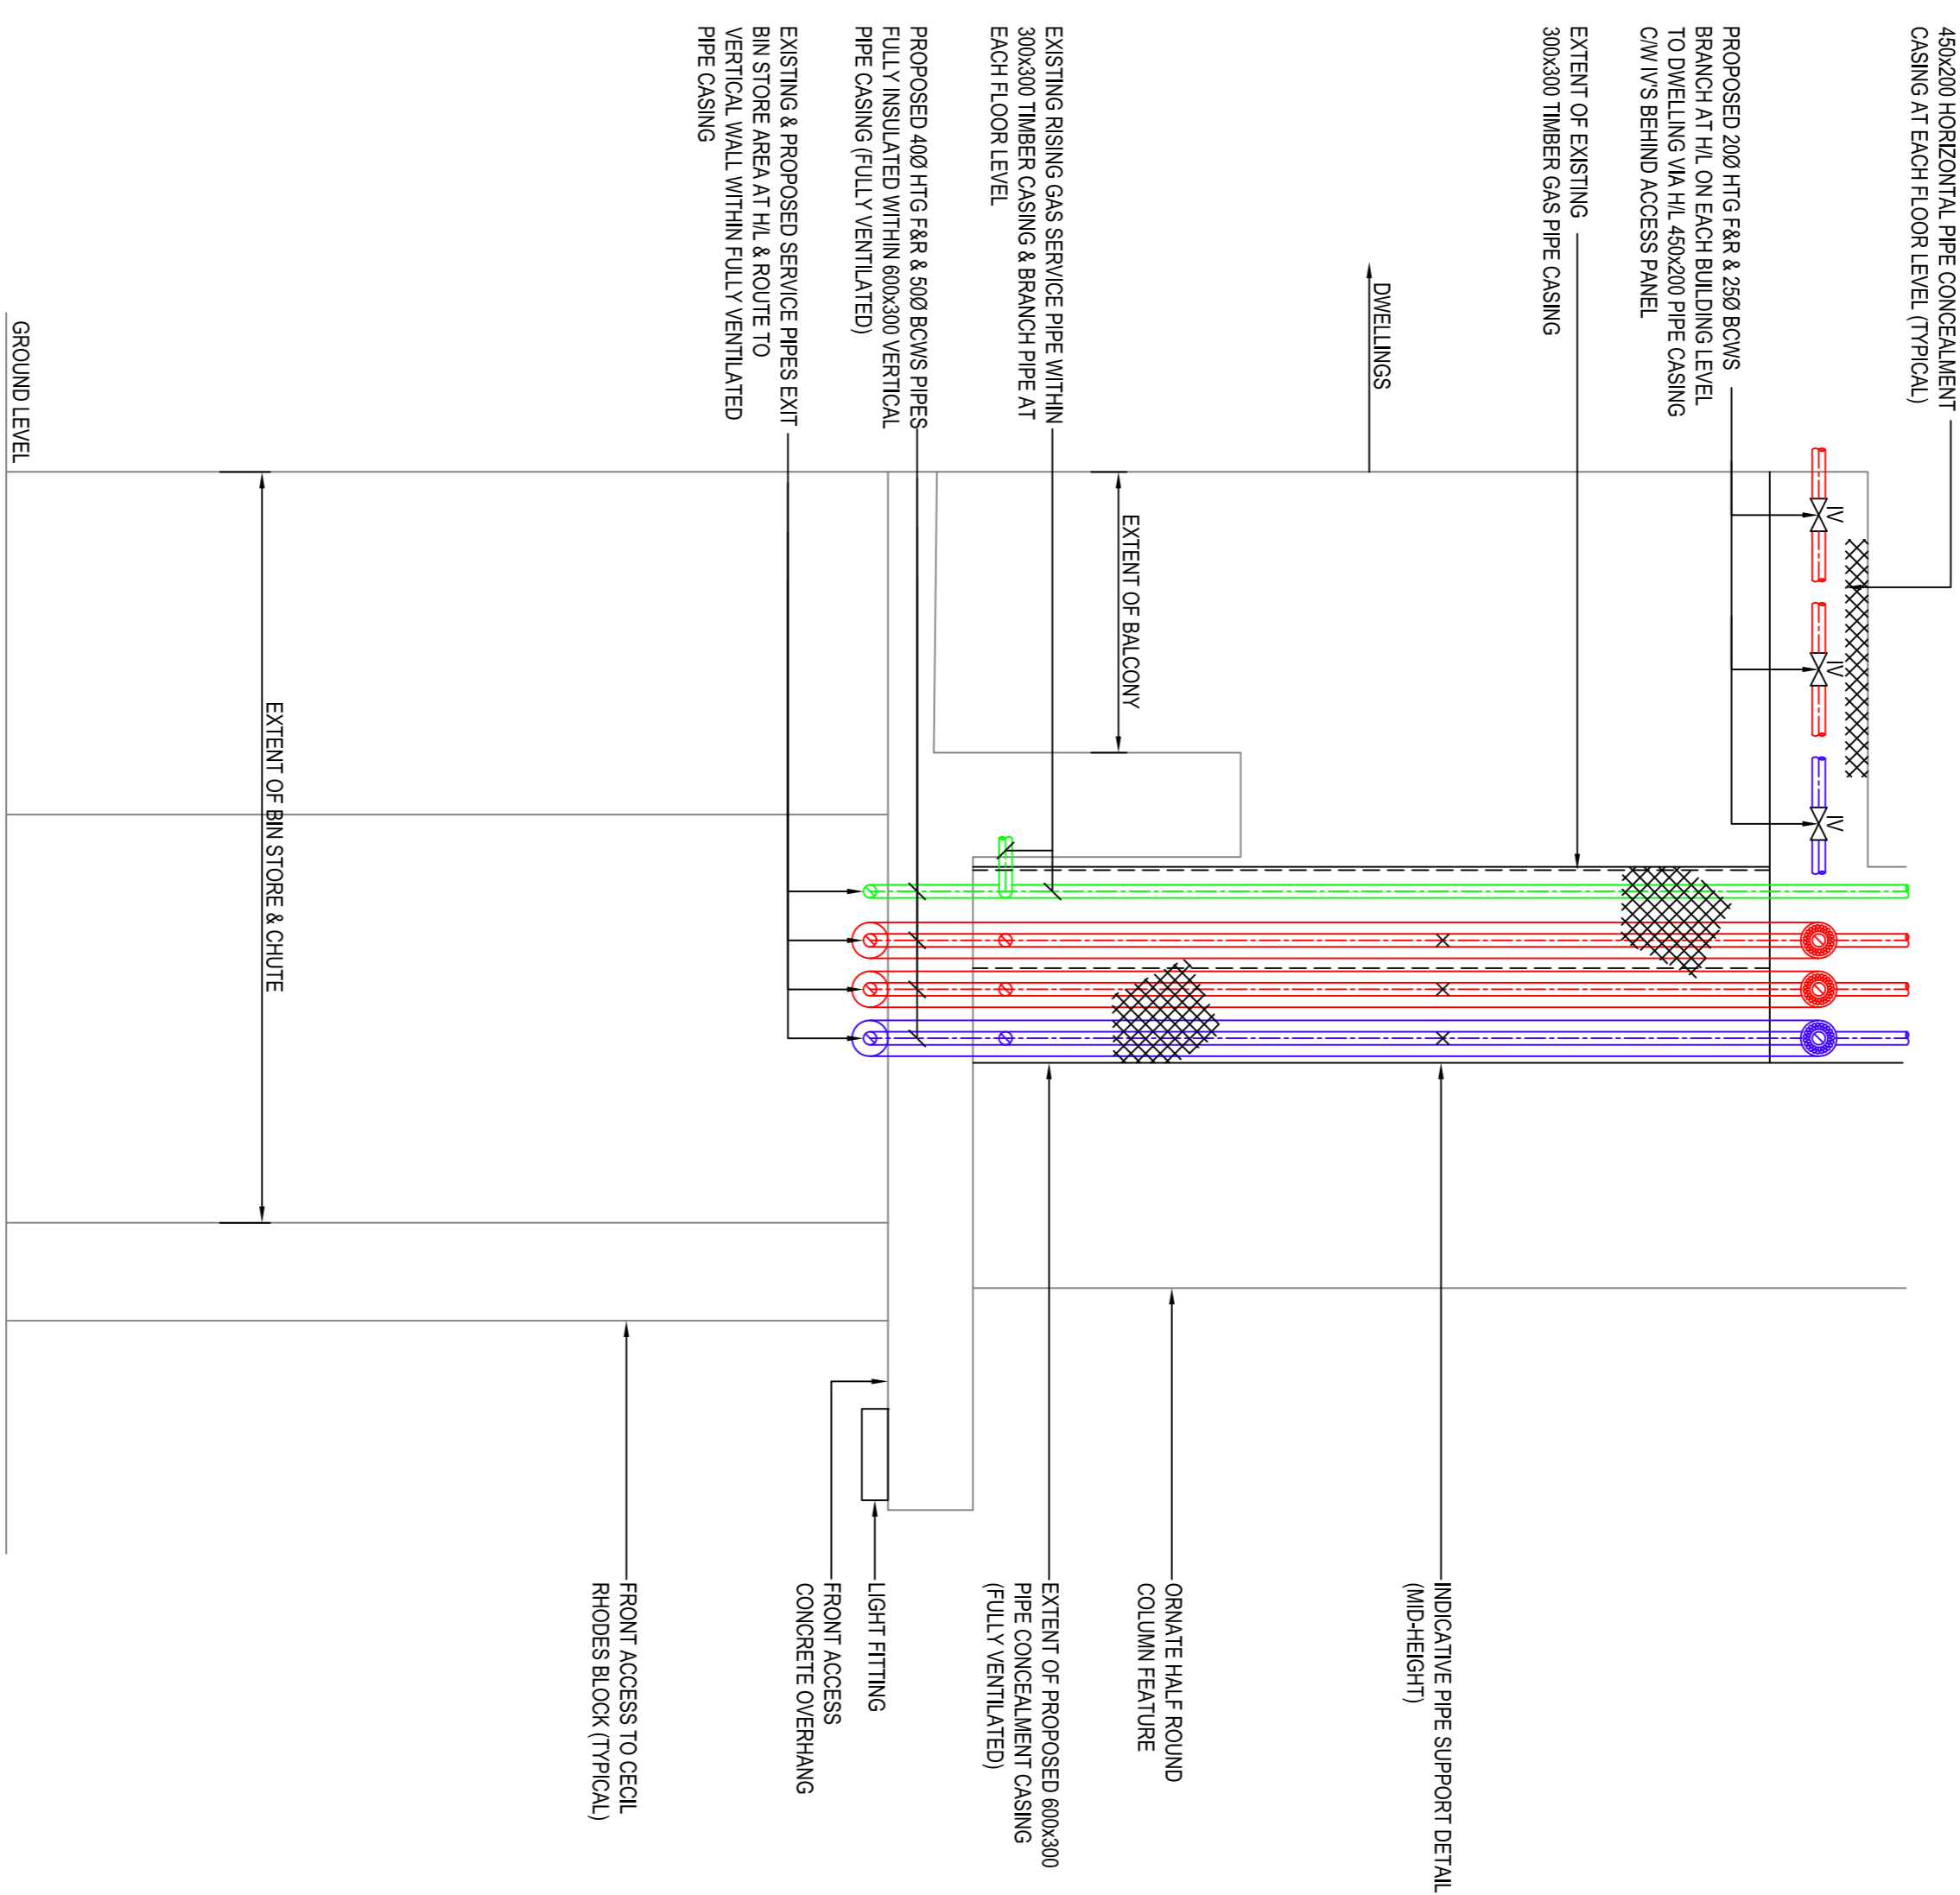 450x200 HORIZONTAL PIPE CONCEALMENT
CASING AT EACH FLOOR LEVEL (TYPICAL)
PROPOSED 20Ø HTG F&R & 25Ø BCWS
BRANCH AT H/L ON EACH BUILDING LEVEL
TO DWELLING VIA H/L 450x200 PIPE CASING
C/W IV'S BEHIND ACCESS PANEL
IV
IV
IV
EXTENT OF EXISTING
300x300 TIMBER GAS PIPE CASING
DWELLINGS
EXTENT OF BALCONY
EXISTING RISING GAS SERVICE PIPE WITHIN
300x300 TIMBER CASING & BRANCH PIPE AT
EACH FLOOR LEVEL
PROPOSED 40Ø HTG F&R & 50Ø BCWS PIPES
FULLY INSULATED WITHIN 600x300 VERTICAL
PIPE CASING (FULLY VENTILATED)
EXISTING & PROPOSED SERVICE PIPES EXIT
BIN STORE AREA AT H/L & ROUTE TO
VERTICAL WALL WITHIN FULLY VENTILATED
PIPE CASING
EXTENT OF BIN STORE & CHUTE
GROUND LEVEL
INDICATIVE PIPE SUPPORT DETAIL
(MID-HEIGHT)
ORNATE HALF ROUND
COLUMN FEATURE
EXTENT OF PROPOSED 600x300
PIPE CONCEALMENT CASING
(FULLY VENTILATED)
LIGHT FITTING
FRONT ACCESS
CONCRETE OVERHANG
FRONT ACCESS TO CECIL
RHODES BLOCK (TYPICAL)